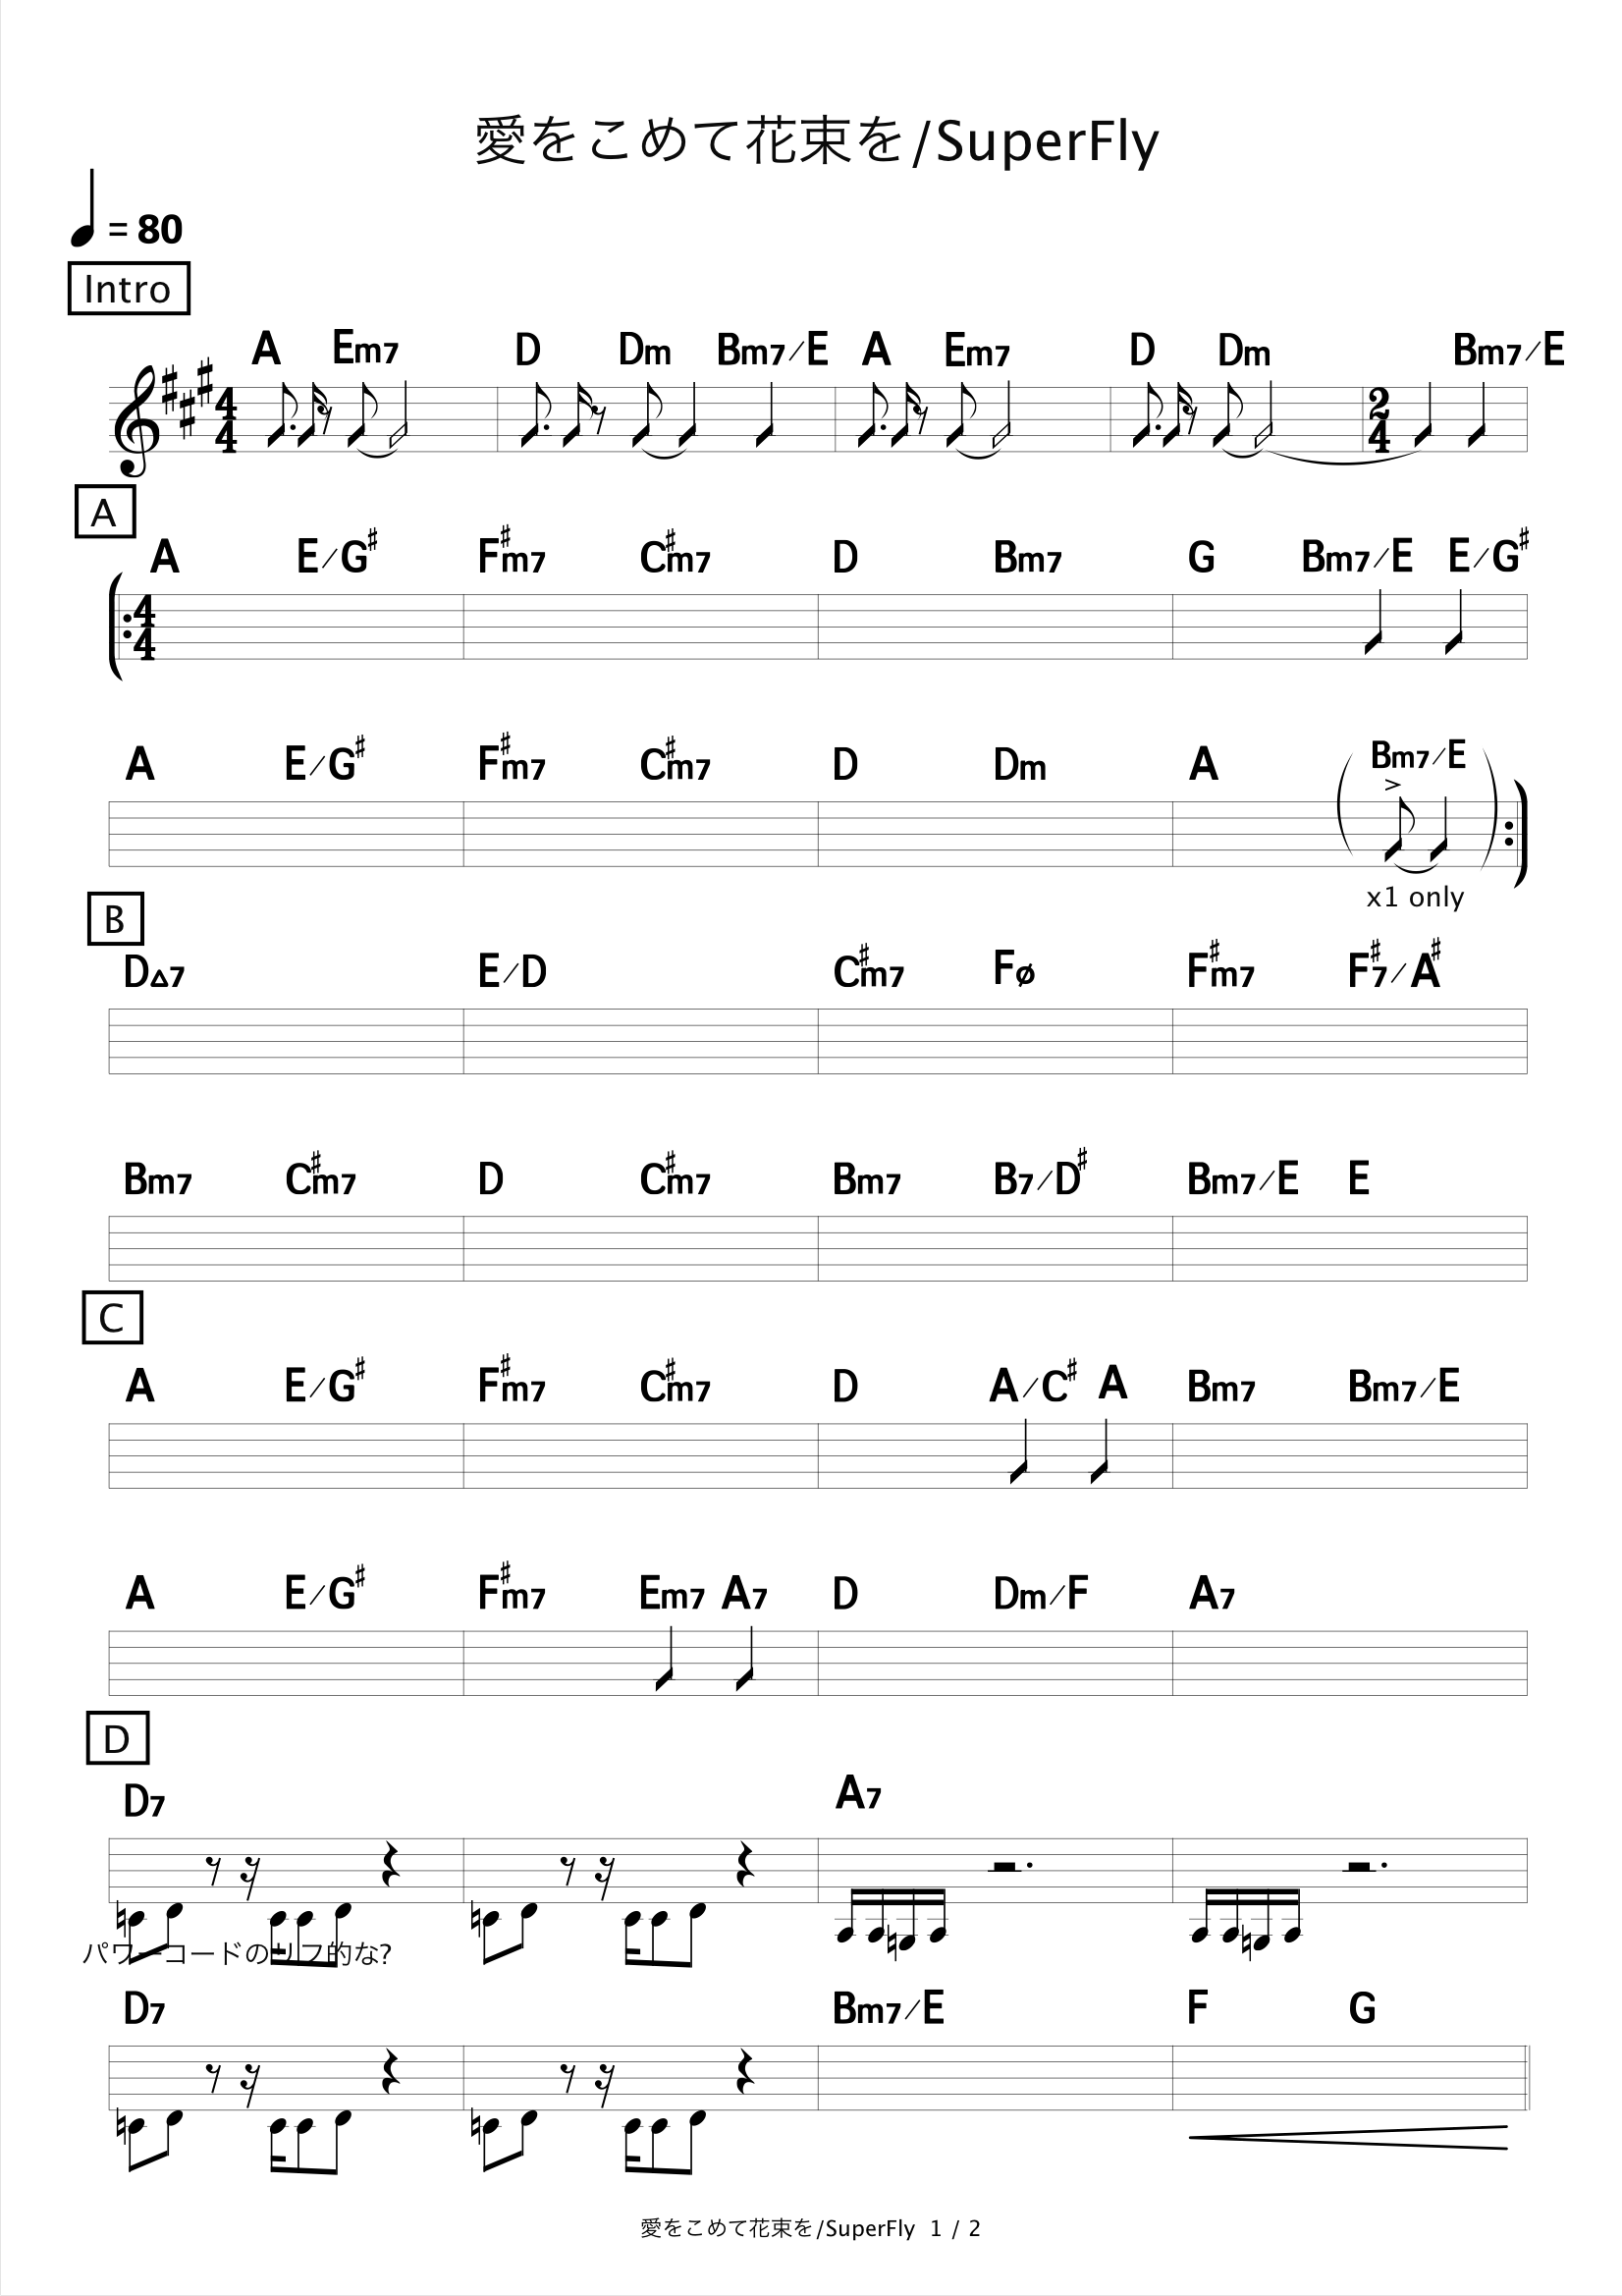 愛をこめて花束を/SuperFly
= 80
Intro
A Em7 D Dm Bm7/E A Em7 D Dm Bm7/E
4/4 2/4
A
A E/G♯ F♯m7 C♯m7 D Bm7 G Bm7/E E/G♯
4/4
A E/G♯ F♯m7 C♯m7 D Dm A Bm7/E
x1 only
B
D△7 E/D C♯m7 Fø F♯m7 F♯7/A♯
Bm7 C♯m7 D C♯m7 Bm7 B7/D♯ Bm7/E E
C
A E/G♯ F♯m7 C♯m7 D A/C♯ A Bm7 Bm7/E
A E/G♯ F♯m7 Em7 A7 D Dm/F A7
D
D7 A7
パワーコードのリフ的な?
D7 Bm7/E F G
愛をこめて花束を/SuperFly 1 / 2